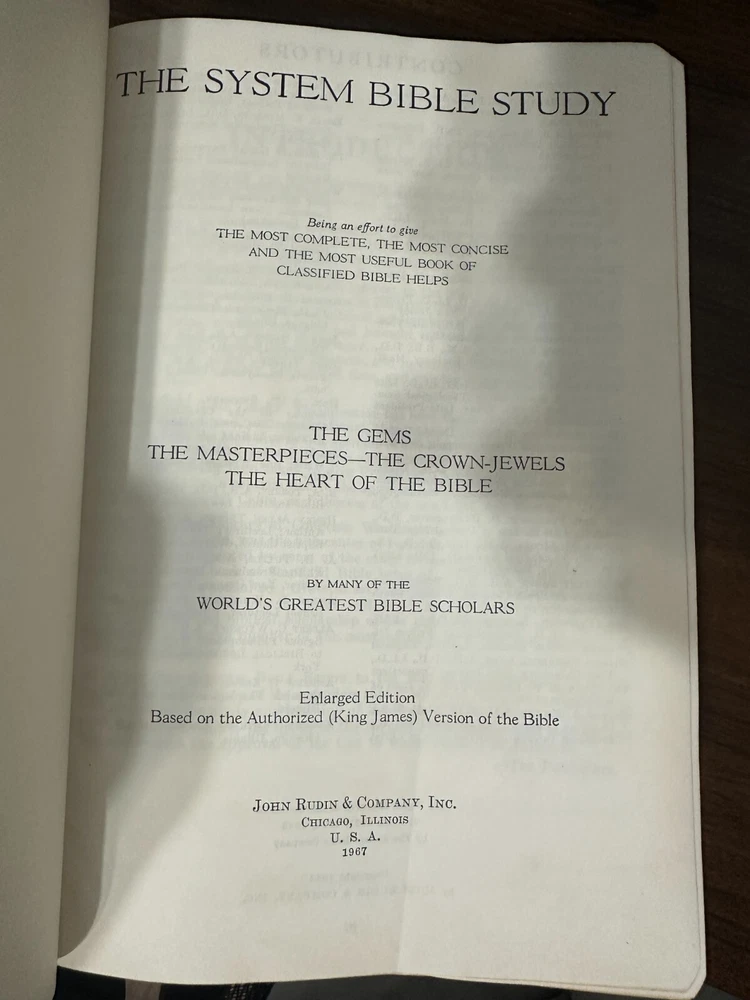 THE SYSTEM BIBLE STUDY
Being an effort to give
THE MOST COMPLETE, THE MOST CONCISE
AND THE MOST USEFUL BOOK OF
CLASSIFIED BIBLE HELPS
THE GEMS
THE MASTERPIECES—THE CROWN-JEWELS
THE HEART OF THE BIBLE
BY MANY OF THE
WORLD'S GREATEST BIBLE SCHOLARS
Enlarged Edition
Based on the Authorized (King James) Version of the Bible
JOHN RUDIN & COMPANY, INC.
CHICAGO, ILLINOIS
U. S. A.
1967